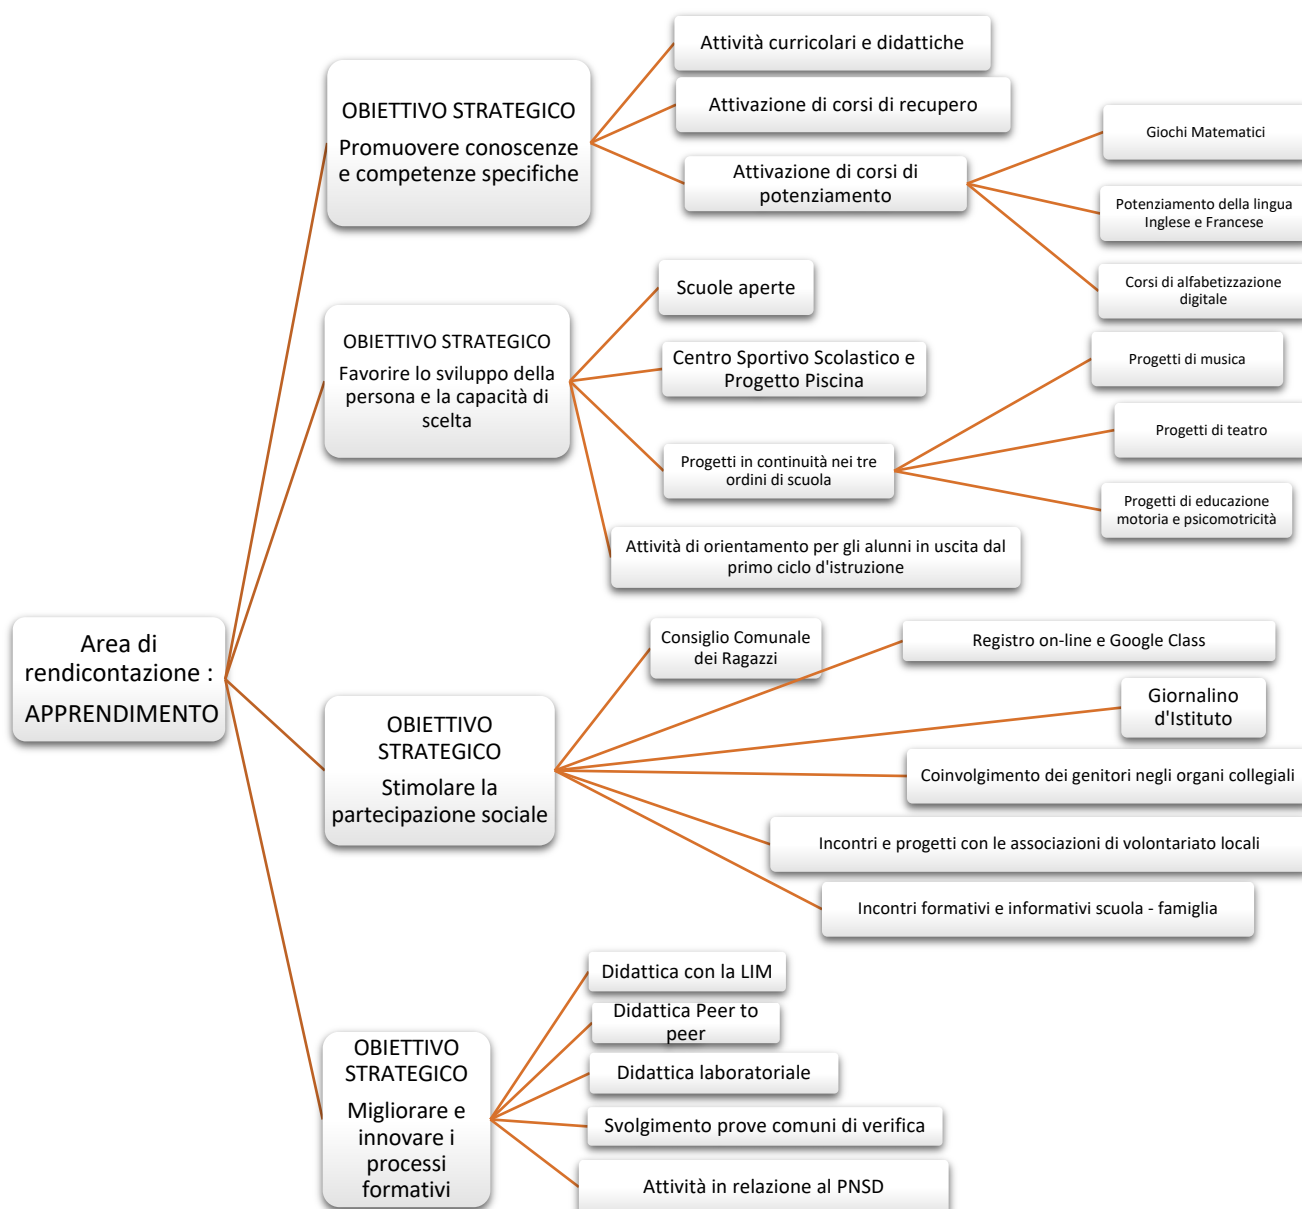 Area di
rendicontazione :
APPRENDIMENTO
OBIETTIVO STRATEGICO
Promuovere conoscenze
e competenze specifiche
Attività curricolari e didattiche
Attivazione di corsi di recupero
Attivazione di corsi di
potenziamento
Giochi Matematici
Potenziamento della lingua
Inglese e Francese
Corsi di alfabetizzazione
digitale
OBIETTIVO STRATEGICO
Favorire lo sviluppo della
persona e la capacità di
scelta
Scuole aperte
Centro Sportivo Scolastico e
Progetto Piscina
Progetti in continuità nei tre
ordini di scuola
Progetti di musica
Progetti di teatro
Progetti di educazione
motoria e psicomotricità
Attività di orientamento per gli alunni in uscita dal
primo ciclo d'istruzione
OBIETTIVO
STRATEGICO
Stimolare la
partecipazione sociale
Consiglio Comunale
dei Ragazzi
Registro on-line e Google Class
Giornalino
d'Istituto
Coinvolgimento dei genitori negli organi collegiali
Incontri e progetti con le associazioni di volontariato locali
Incontri formativi e informativi scuola - famiglia
OBIETTIVO
STRATEGICO
Migliorare e
innovare i
processi
formativi
Didattica con la LIM
Didattica Peer to
peer
Didattica laboratoriale
Svolgimento prove comuni di verifica
Attività in relazione al PNSD